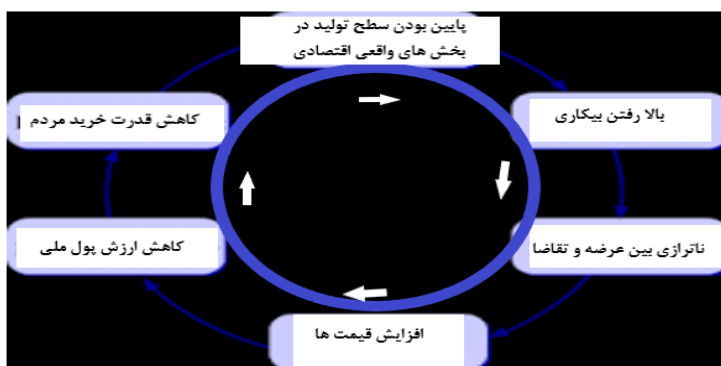 پایین بودن سطح تولید در
بخش های واقعی اقتصادی
بالا رفتن بیکاری
ناترازی بین عرضه و تقاضا
افزایش قیمت ها
کاهش ارزش پول ملی
کاهش قدرت خرید مردم